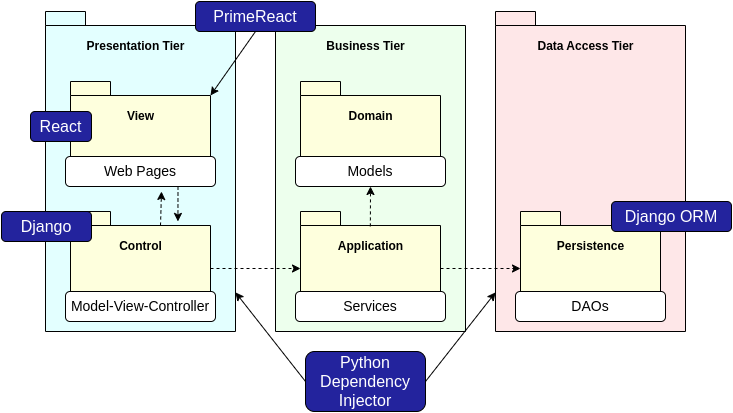 PrimeReact
Presentation Tier
Business Tier
Data Access Tier
View
Domain
React
Web Pages
Models
Django
Django ORM
Control
Application
Persistence
Model-View-Controller
Services
DAOs
Python
Dependency
Injector